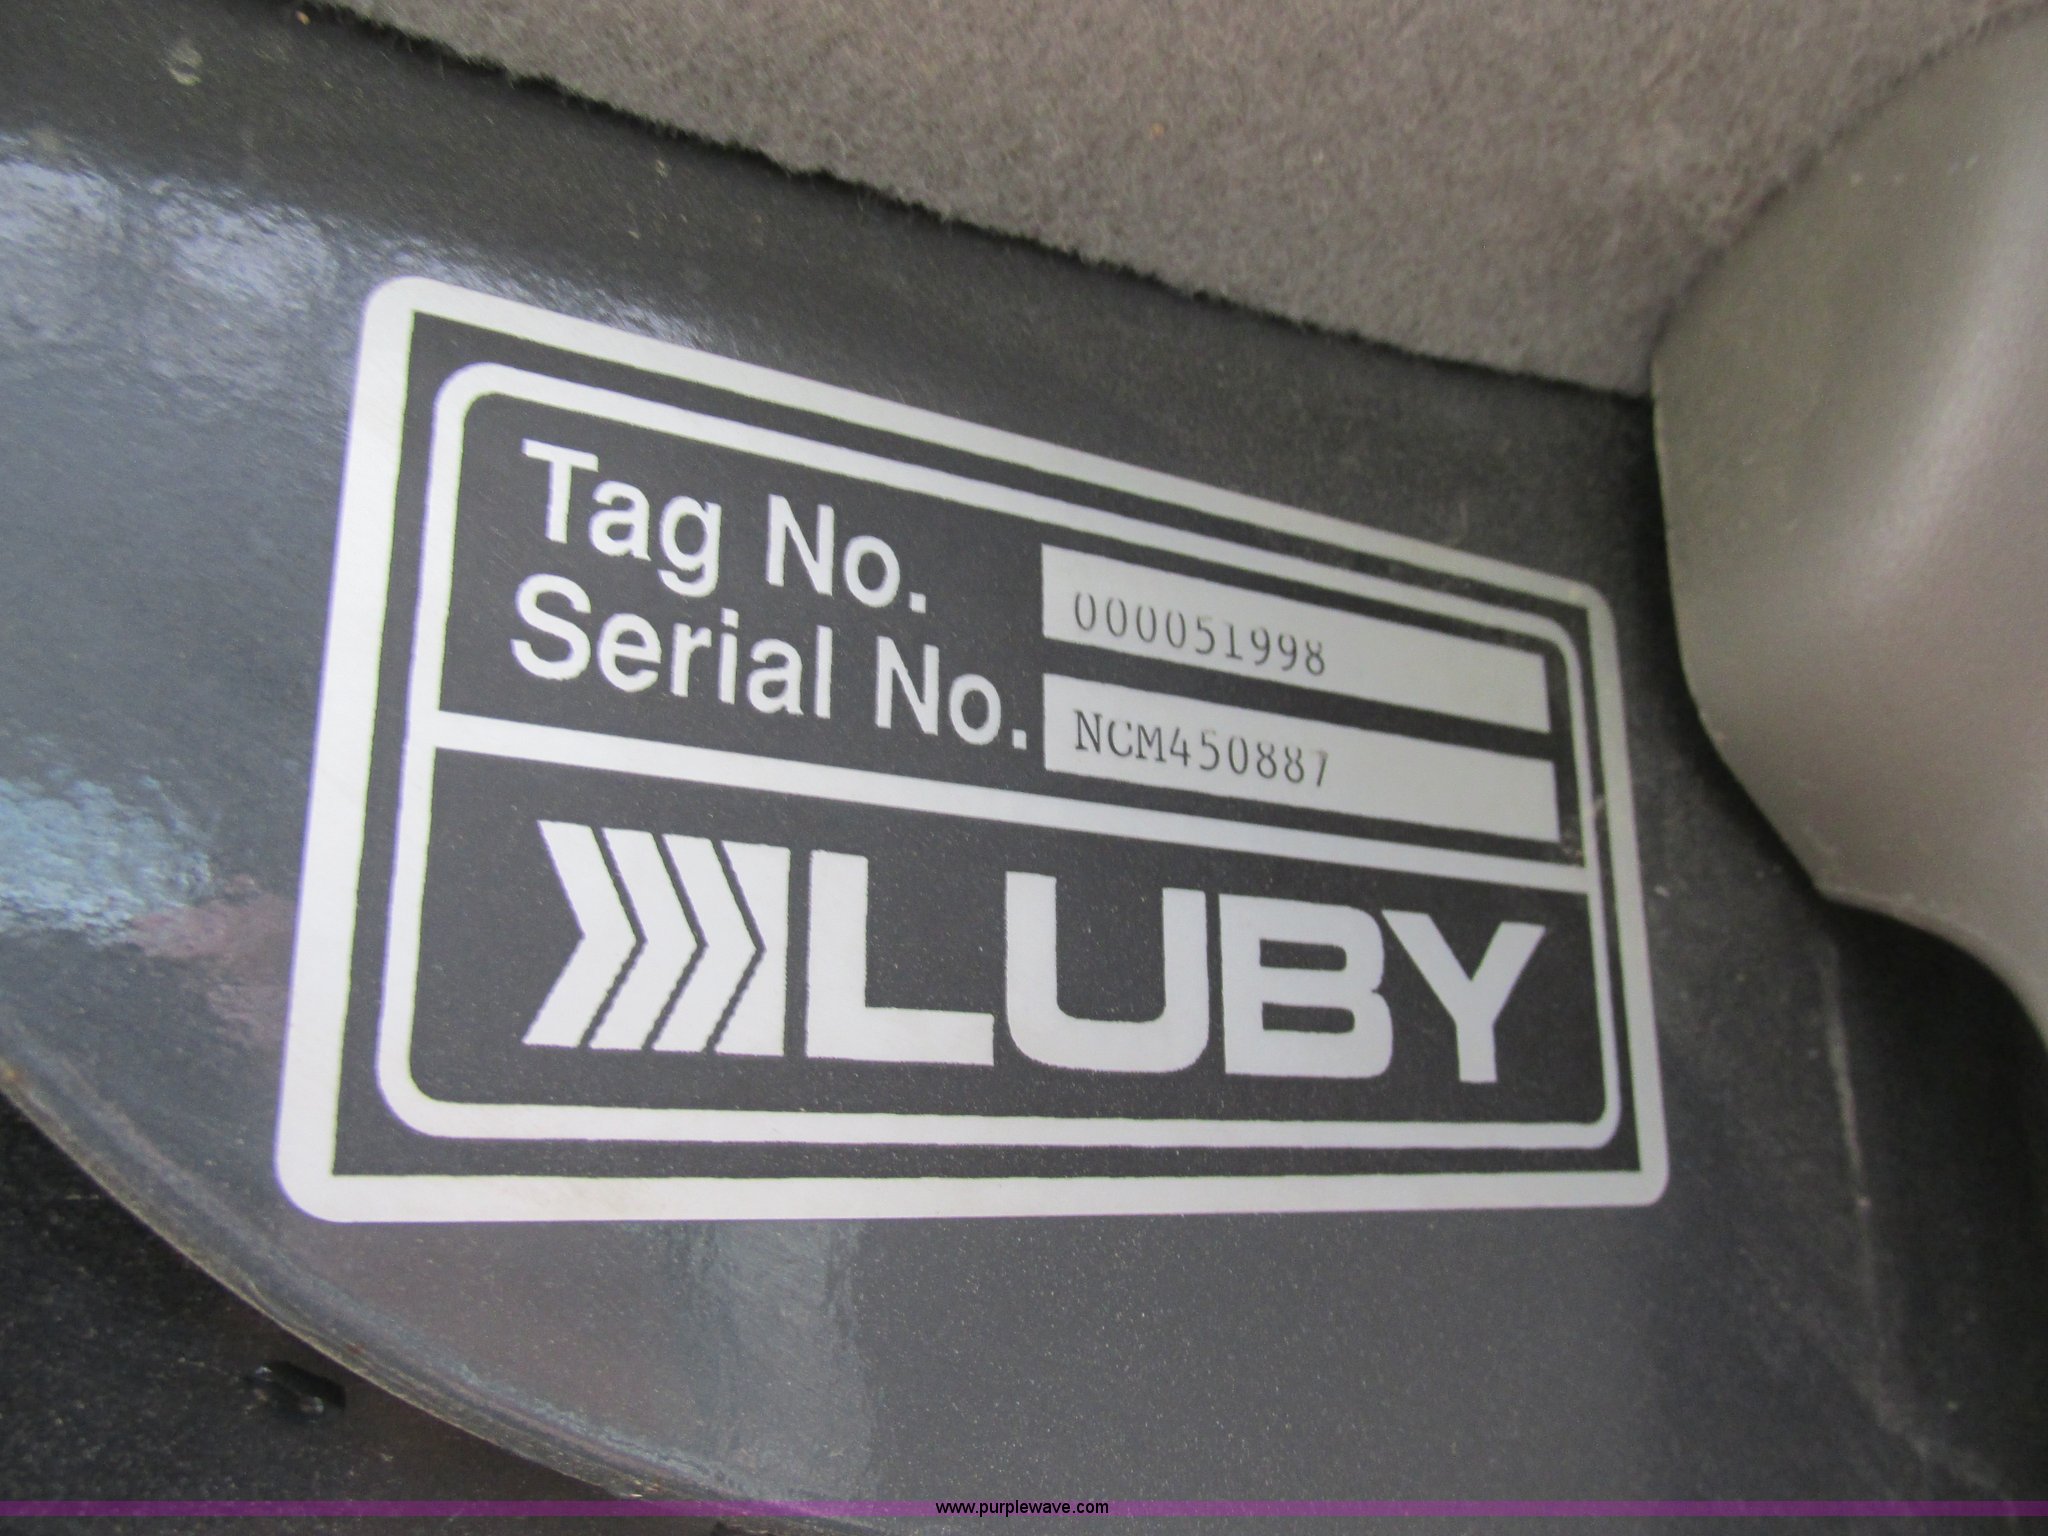 Tag No. 000051998
Serial No. NCM450887
LUBY
www.purplewave.com